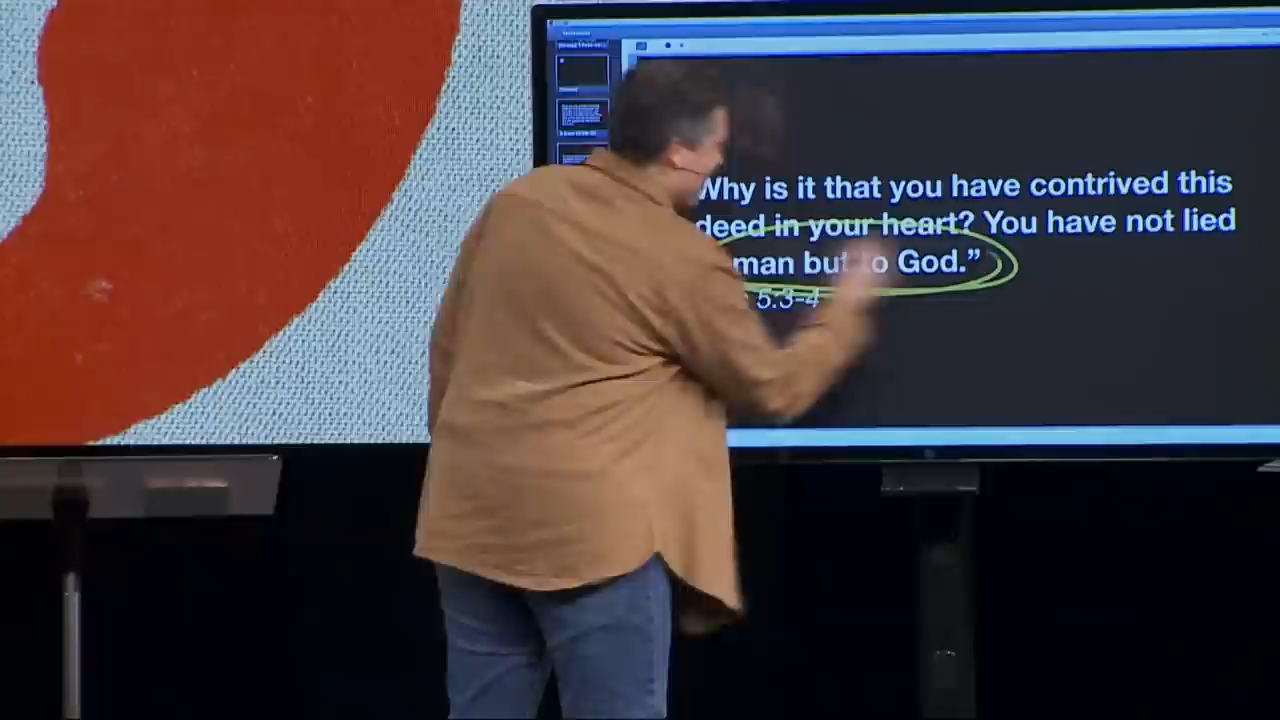 Why is it that you have contrived this
deed in your heart? You have not lied
man but to God.”
5:3-4